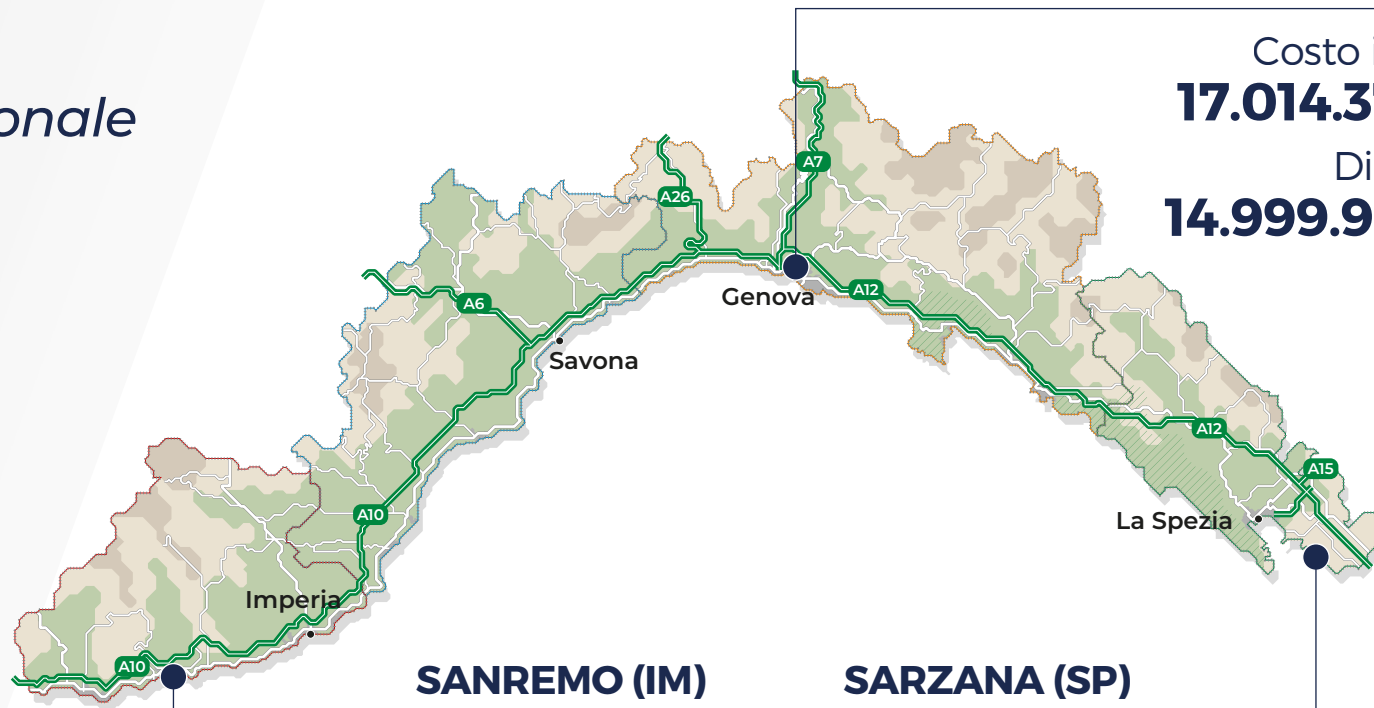 onale
Costo i
17.014.3
Di
14.999.9
A7
A26
A6
Genova
A12
Savona
A12
A15
A10
La Spezia
Imperia
A10
SANREMO (IM)
SARZANA (SP)